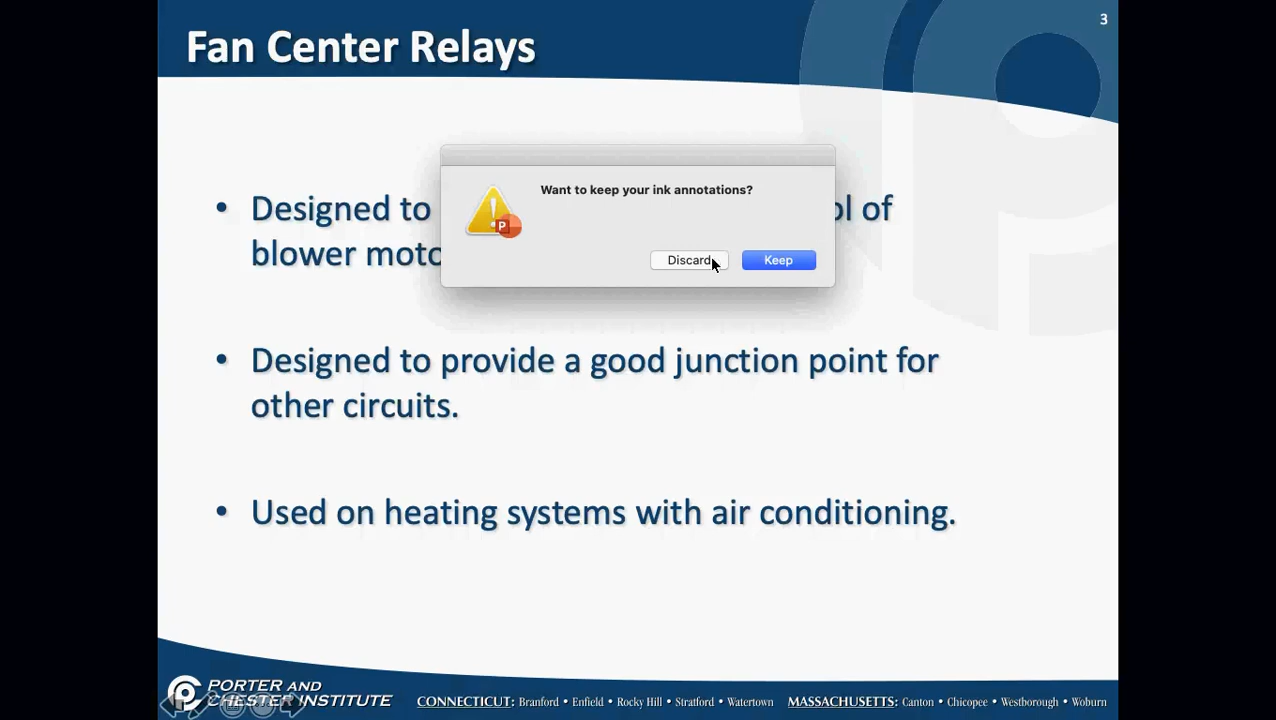 3
Fan Center Relays
Want to keep your ink annotations?
Discard
Keep
• Designed to ol of
blower moto
• Designed to provide a good junction point for
other circuits.
• Used on heating systems with air conditioning.
PORTER AND
CHESTER INSTITUTE
CONNECTICUT: Branford • Enfield • Rocky Hill • Stratford • Watertown
MASSACHUSETTS: Canton • Chicopee • Westborough • Woburn